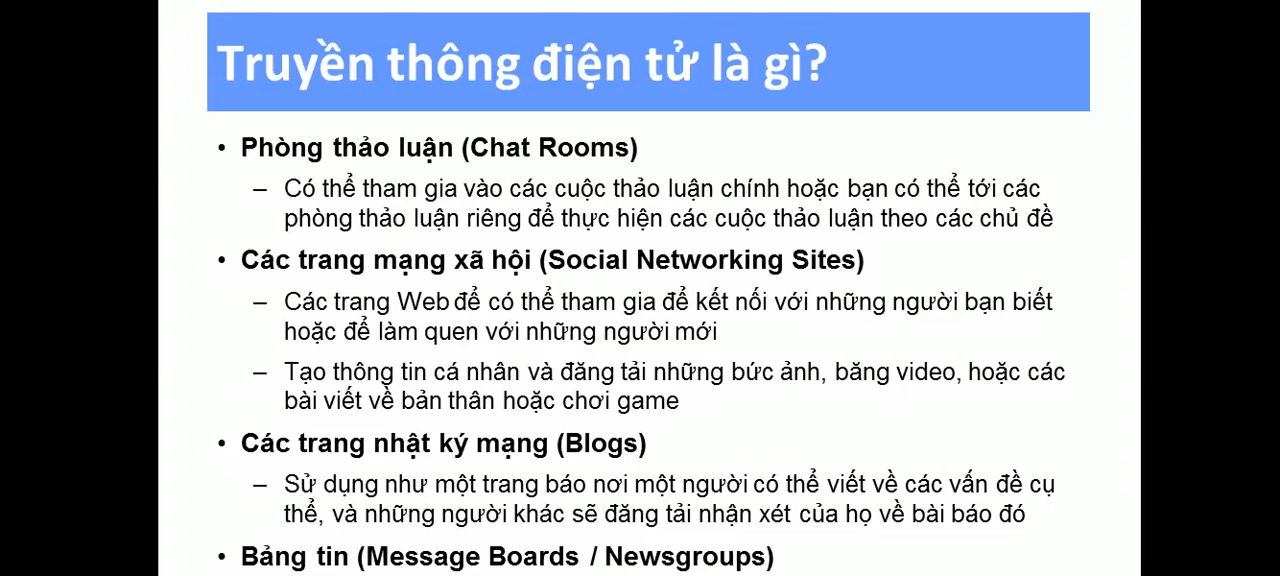 Truyền thông điện tử là gì?
• Phòng thảo luận (Chat Rooms)
– Có thể tham gia vào các cuộc thảo luận chính hoặc bạn có thể tới các
phòng thảo luận riêng để thực hiện các cuộc thảo luận theo các chủ đề
• Các trang mạng xã hội (Social Networking Sites)
– Các trang Web để có thể tham gia để kết nối với những người bạn biết
hoặc để làm quen với những người mới
– Tạo thông tin cá nhân và đăng tải những bức ảnh, băng video, hoặc các
bài viết về bản thân hoặc chơi game
• Các trang nhật ký mạng (Blogs)
– Sử dụng như một trang báo nơi một người có thể viết về các vấn đề cụ
thể, và những người khác sẽ đăng tải nhận xét của họ về bài báo đó
• Bảng tin (Message Boards / Newsgroups)